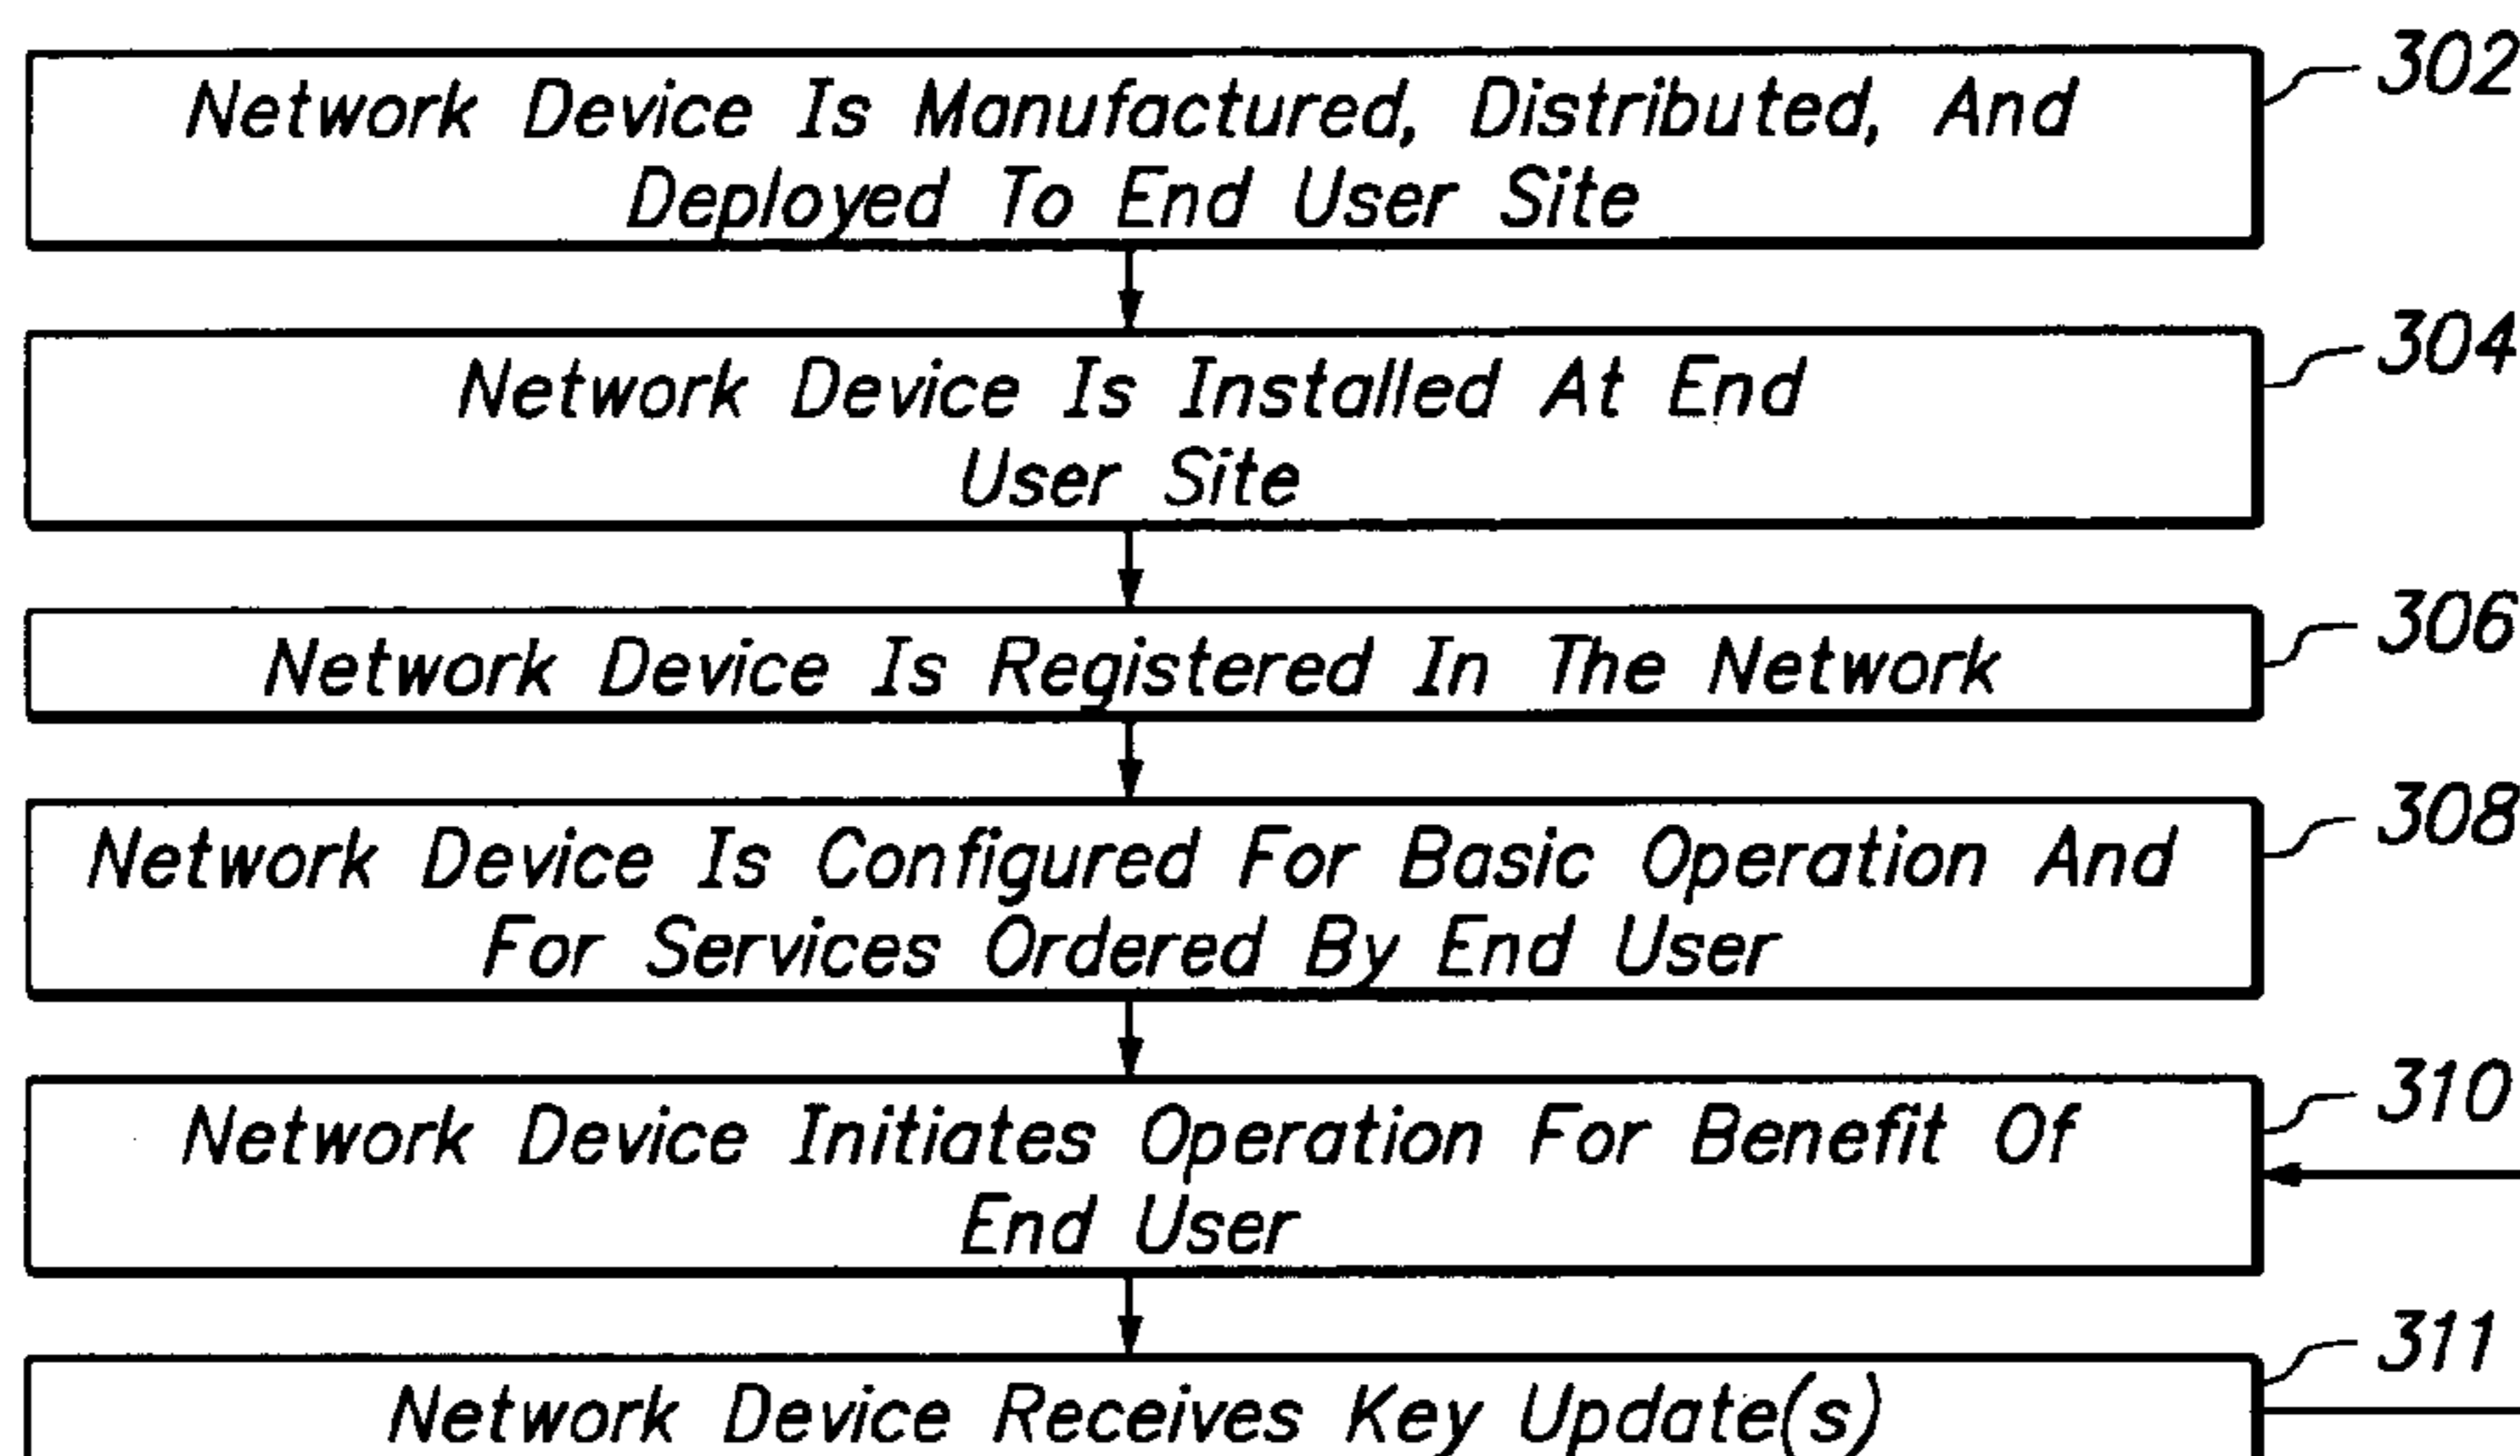 302
Network Device Is Manufactured, Distributed, And
Deployed To End User Site
304
Network Device Is Installed At End
User Site
306
Network Device Is Registered In The Network
308
Network Device Is Configured For Basic Operation And
For Services Ordered By End User
310
Network Device Initiates Operation For Benefit Of
End User
311
Network Device Receives Key Update(s)